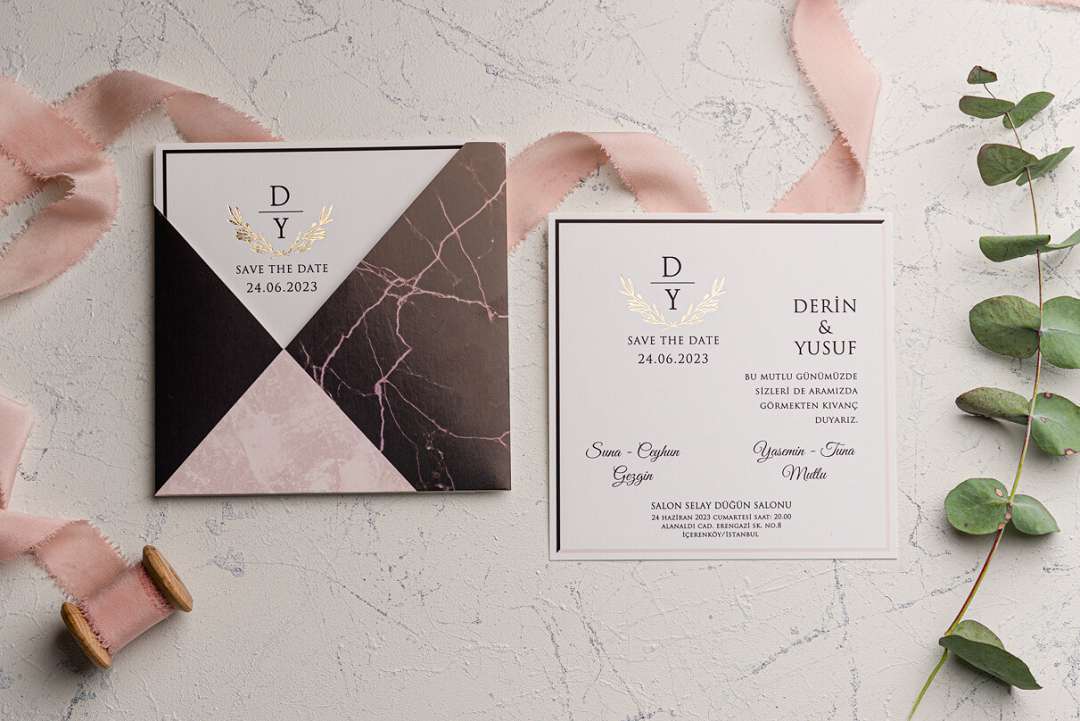 D
Y
SAVE THE DATE
24.06.2023
D
Y
SAVE THE DATE
24.06.2023
DERİN
&
YUSUF
BU MUTLU GÜNÜMÜZDE
SİZLERİ DE ARAMIZDA
GÖRMEKTEN KIVANÇ
DUYARIZ.
Suna - Ceyhun
Gezgin
Yasemin - Tuna
Mutlu
SALON SELAY DÜĞÜN SALONU
24 HAZİRAN 2023 CUMARTESİ SAAT: 20.00
ALANALDI CAD. ERENGAZİ SK. NO.8
İÇERENKÖY/İSTANBUL